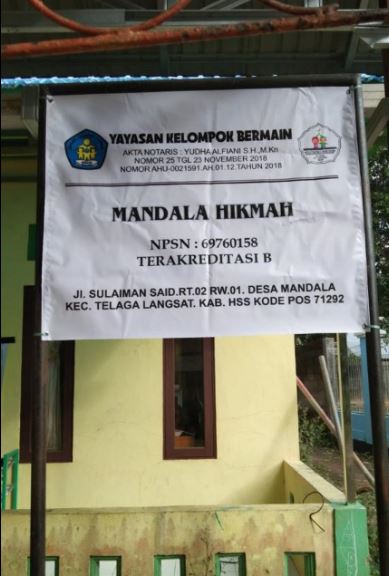 YAYASAN KELOMPOK BERMAIN
AKTA NOTARIS : YUDHA ALFIANI S.H.,M.Kn
NOMOR 25 TGL 23 NOVEMBER 2018
NOMOR AHU-0021591.AH.01.12.TAHUN 2018
MANDALA HIKMAH
NPSN : 69760158
TERAKREDITASI B
Jl. SULAIMAN SAID.RT.02 RW.01. DESA MANDALA
KEC. TELAGA LANGSAT. KAB. HSS KODE POS 71292